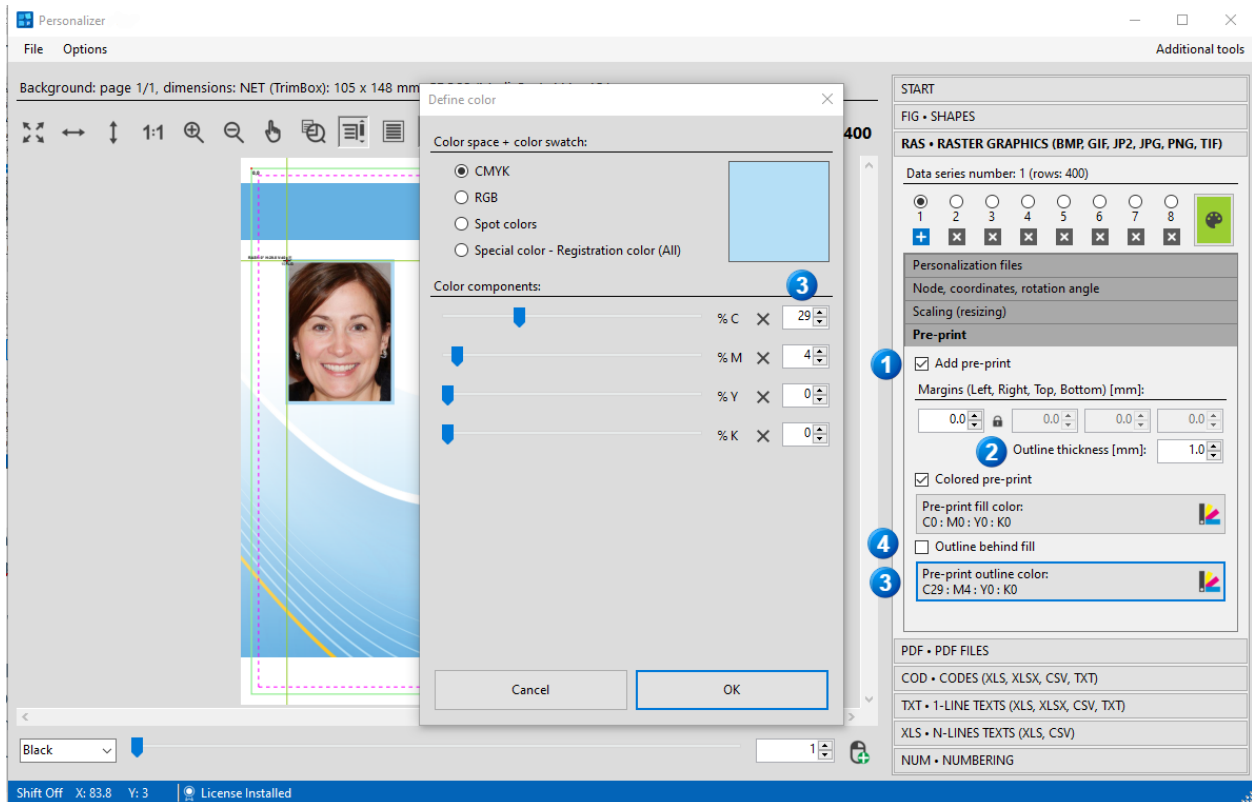 Personalizer
File Options Additional tools
Background: page 1/1, dimensions: NET (TrimBox): 105 x 148 mm
1:1
400
Define color
Color space + color swatch:
CMYK
RGB
Spot colors
Special color - Registration color (All)
Color components:
3
% C 29
% M 4
% Y 0
% K 0
Cancel OK
START
FIG • SHAPES
RAS • RASTER GRAPHICS (BMP, GIF, JP2, JPG, PNG, TIF)
Data series number: 1 (rows: 400)
1 2 3 4 5 6 7 8
Personalization files
Node, coordinates, rotation angle
Scaling (resizing)
Pre-print
1 Add pre-print
Margins (Left, Right, Top, Bottom) [mm]:
0.0 0.0 0.0 0.0
2 Outline thickness [mm]: 1.0
Colored pre-print
Pre-print fill color:
C0 : M0 : Y0 : K0
4 Outline behind fill
3 Pre-print outline color:
C29 : M4 : Y0 : K0
PDF • PDF FILES
COD • CODES (XLS, XLSX, CSV, TXT)
TXT • 1-LINE TEXTS (XLS, XLSX, CSV, TXT)
XLS • N-LINES TEXTS (XLS, CSV)
NUM • NUMBERING
Black 1
Shift Off X: 83.8 Y: 3 License Installed